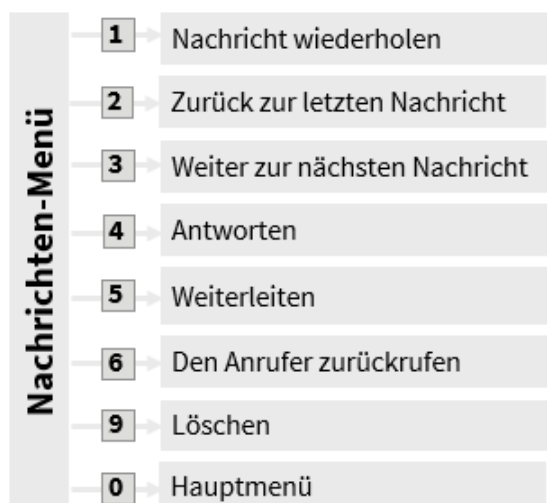 Nachrichten-Menü
1 Nachricht wiederholen
2 Zurück zur letzten Nachricht
3 Weiter zur nächsten Nachricht
4 Antworten
5 Weiterleiten
6 Den Anrufer zurückrufen
9 Löschen
0 Hauptmenü